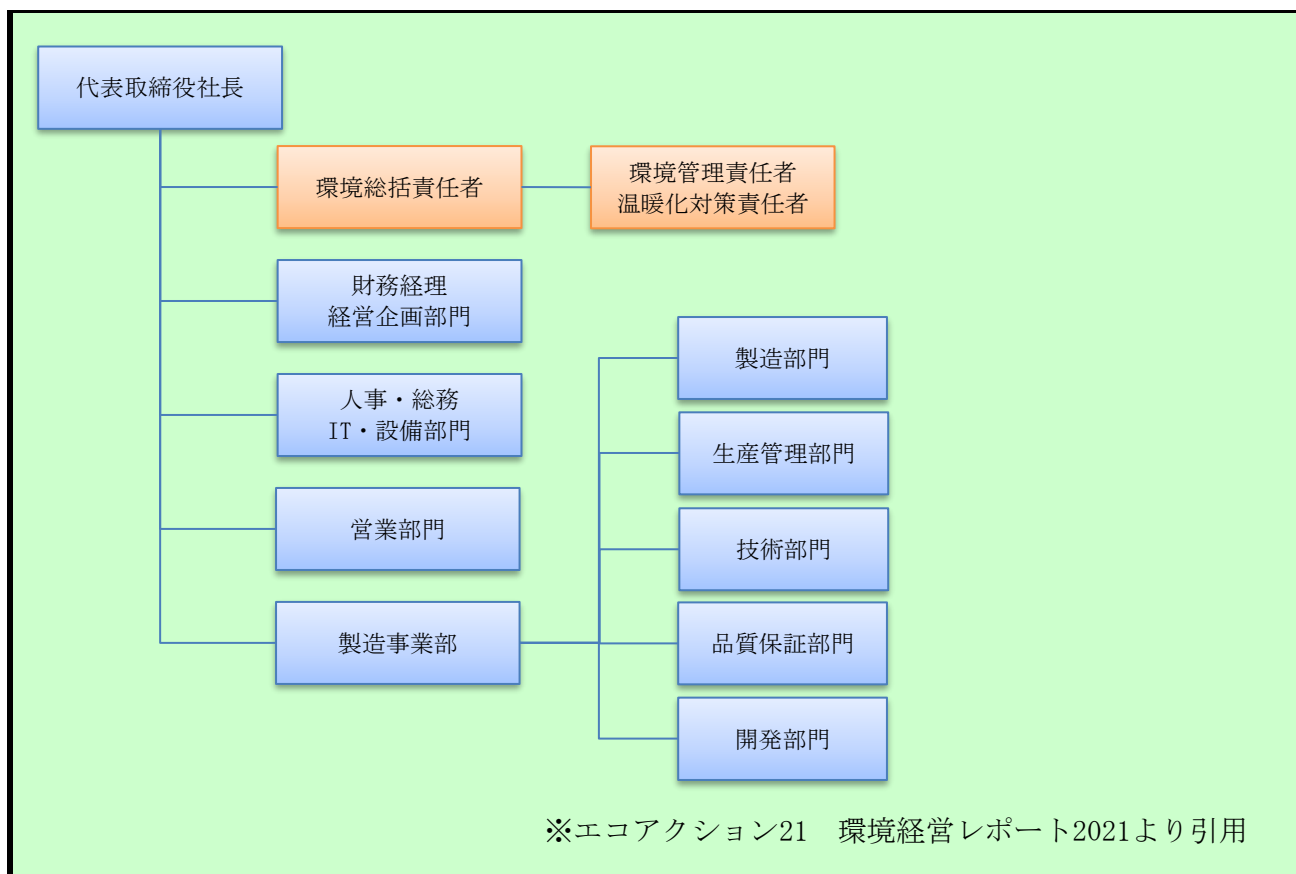 代表取締役社長
環境総括責任者
環境管理責任者
温暖化対策責任者
財務経理
経営企画部門
人事・総務
IT・設備部門
営業部門
製造事業部
製造部門
生産管理部門
技術部門
品質保証部門
開発部門
※エコアクション21　環境経営レポート2021より引用